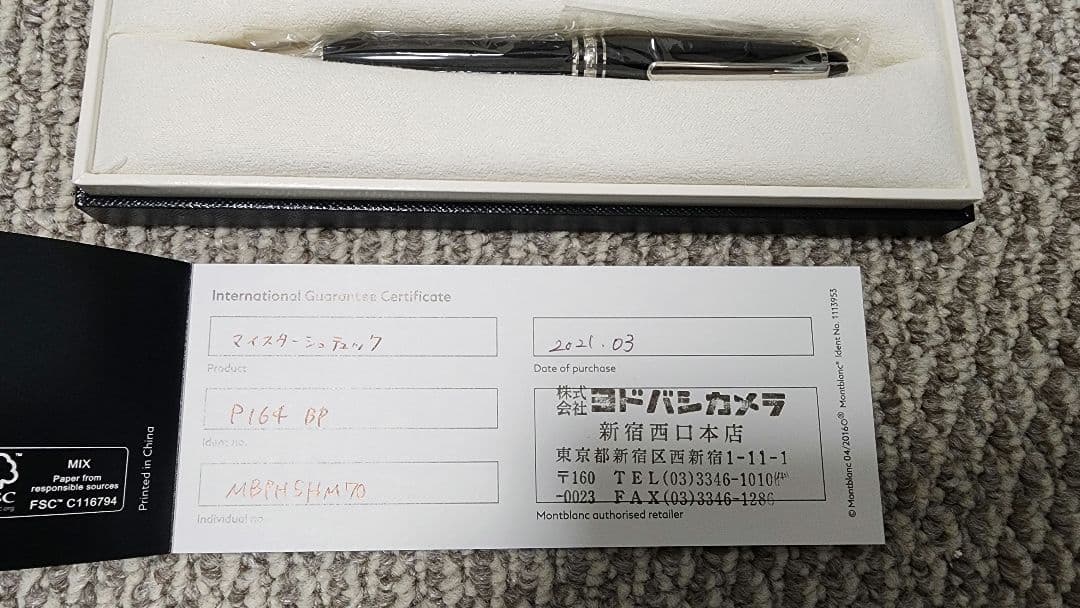 International Guarantee Certificate
マイスターシュテュック
Product
P164 BP
Ident no.
MBPH5HM70
Individual no.
2021.03
Date of purchase
株式会社ヨドバシカメラ
新宿西口本店
東京都新宿区西新宿1-11-1
〒160-0023
TEL(03)3346-1010
FAX(03)3346-1286
Montblanc authorised retailer
© Montblanc 04/2016 Montblanc® Ident No. 1113953
MIX
Paper from
responsible sources
FSC™ C116794
Printed in China